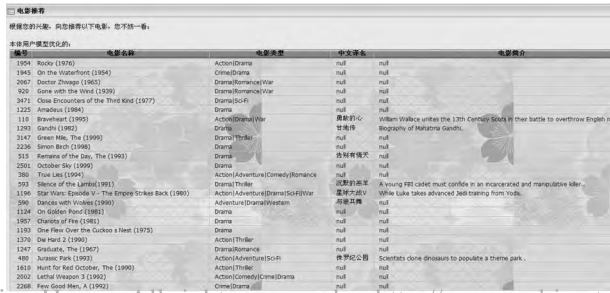 电影推荐
根据您的兴趣，向您推荐以下电影，您不妨一看：
本体用户模型优化的：
编号 电影名称 电影类型 中文译名 电影简介
1954 Rocky (1976) Action|Drama null null
1945 On the Waterfront (1954) Crime|Drama null null
2067 Doctor Zhivago (1965) Drama|Romance|War null null
920 Gone with the Wind (1939) Drama|Romance|War null null
3471 Close Encounters of the Third Kind (1977) Drama|Sci-Fi null null
1225 Amadeus (1984) Drama null null
110 Braveheart (1995) Action|Drama|War 勇敢的心 William Wallace unites the 13th Century Scots in their battle to overthrow English r
1293 Gandhi (1982) Drama 甘地传 Biography of Mahatma Gandhi.
3147 Green Mile, The (1999) Drama|Thriller null null
2236 Simon Birch (1998) Drama null null
515 Remains of the Day, The (1993) Drama 告别有情天 null
2501 October Sky (1999) Drama null null
380 True Lies (1994) Action|Adventure|Comedy|Romance null null
593 Silence of the Lambs(1991) Drama|Thriller 沉默的羔羊 A young FBI cadet must confide in an incarcerated and manipulative killer..
1196 Star Wars: Episode V - The Empire Strikes Back (1980) Action|Adventure|Drama|Sci-Fi|War 星球大战V While Luke takes advanced Jedi training from Yoda..
590 Dances with Wolves (1990) Adventure|Drama|Western 与狼共舞 null
1124 On Golden Pond (1981) Drama null null
1957 Chariots of Fire (1981) Drama null null
1193 One Flew Over the Cuckoo s Nest (1975) Drama null null
1370 Die Hard 2 (1990) Action|Thriller null null
1247 Graduate, The (1967) Drama|Romance null null
480 Jurassic Park (1993) Action|Adventure|Sci-Fi 侏罗纪公园 Scientists clone dinosaurs to populate a theme park .
1610 Hunt for Red October, The (1990) Action|Thriller null null
2002 Lethal Weapon 3 (1992) Action|Comedy|Crime|Drama null null
2268 Few Good Men, A (1992) Crime|Drama null null